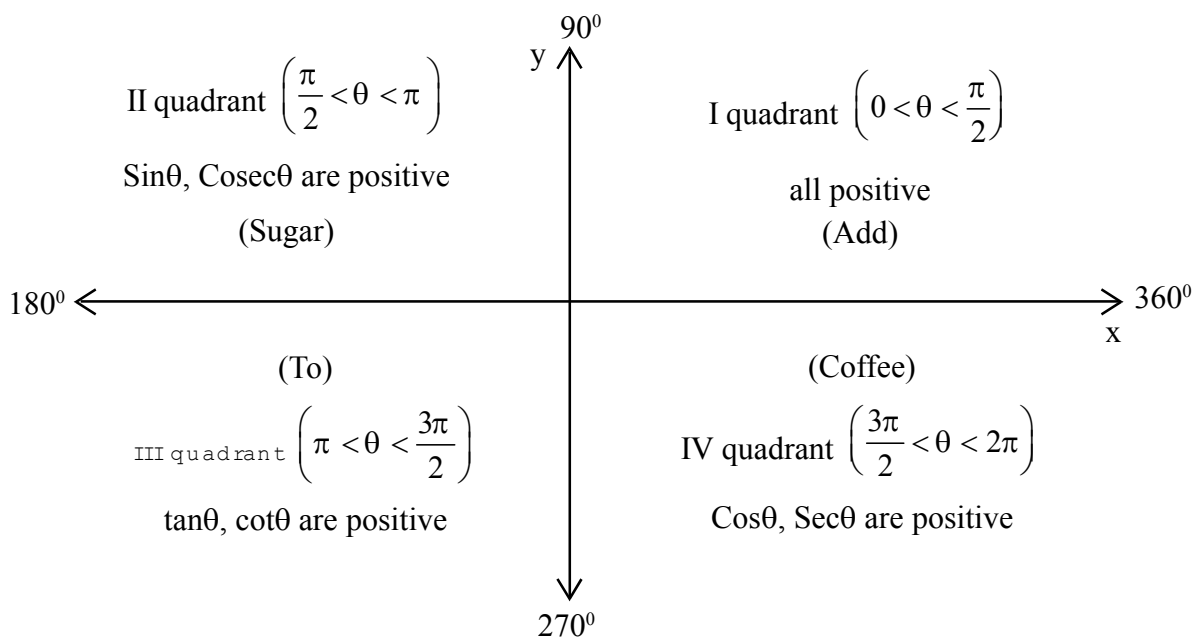 90⁰
y
II quadrant (π/2 < θ < π)
Sinθ, Cosecθ are positive
(Sugar)
I quadrant (0 < θ < π/2)
all positive
(Add)
180⁰
360⁰
x
(To)
III quadrant (π < θ < 3π/2)
tanθ, cotθ are positive
(Coffee)
IV quadrant (3π/2 < θ < 2π)
Cosθ, Secθ are positive
270⁰